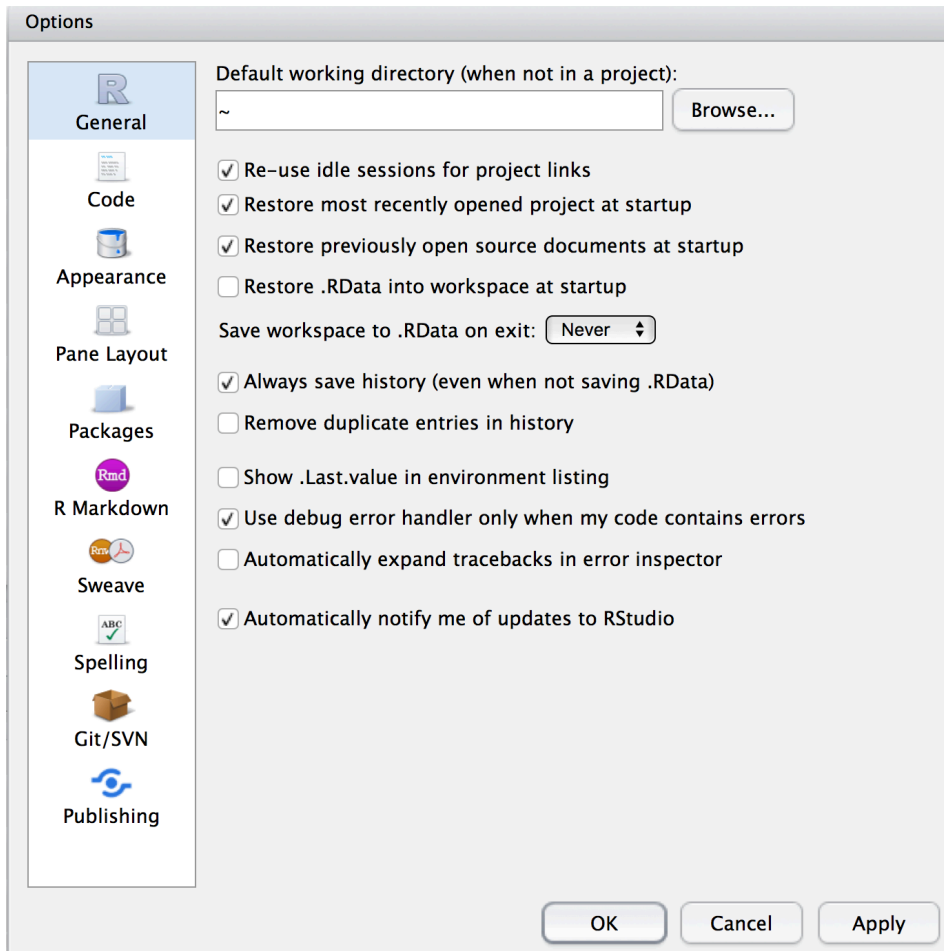 Options
General
Code
Appearance
Pane Layout
Packages
Rmd
R Markdown
Rnw
Sweave
ABC
Spelling
Git/SVN
Publishing
Default working directory (when not in a project):
~
Browse...
Re-use idle sessions for project links
Restore most recently opened project at startup
Restore previously open source documents at startup
Restore .RData into workspace at startup
Save workspace to .RData on exit: Never
Always save history (even when not saving .RData)
Remove duplicate entries in history
Show .Last.value in environment listing
Use debug error handler only when my code contains errors
Automatically expand tracebacks in error inspector
Automatically notify me of updates to RStudio
OK Cancel Apply